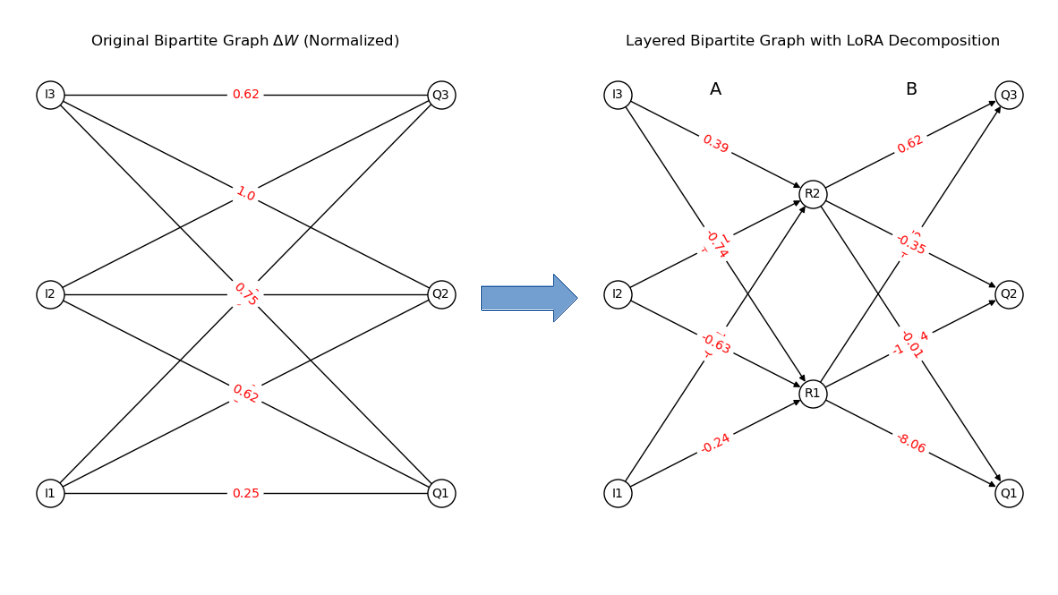 Original Bipartite Graph ΔW (Normalized)
Layered Bipartite Graph with LoRA Decomposition
A
B
I3
0.62
Q3
I3
Q3
0.39
0.62
1.0
R2
-0.74
-0.35
I2
0.75
Q2
I2
Q2
-0.63
-0.01
0.62
R1
-0.24
-8.06
I1
0.25
Q1
I1
Q1